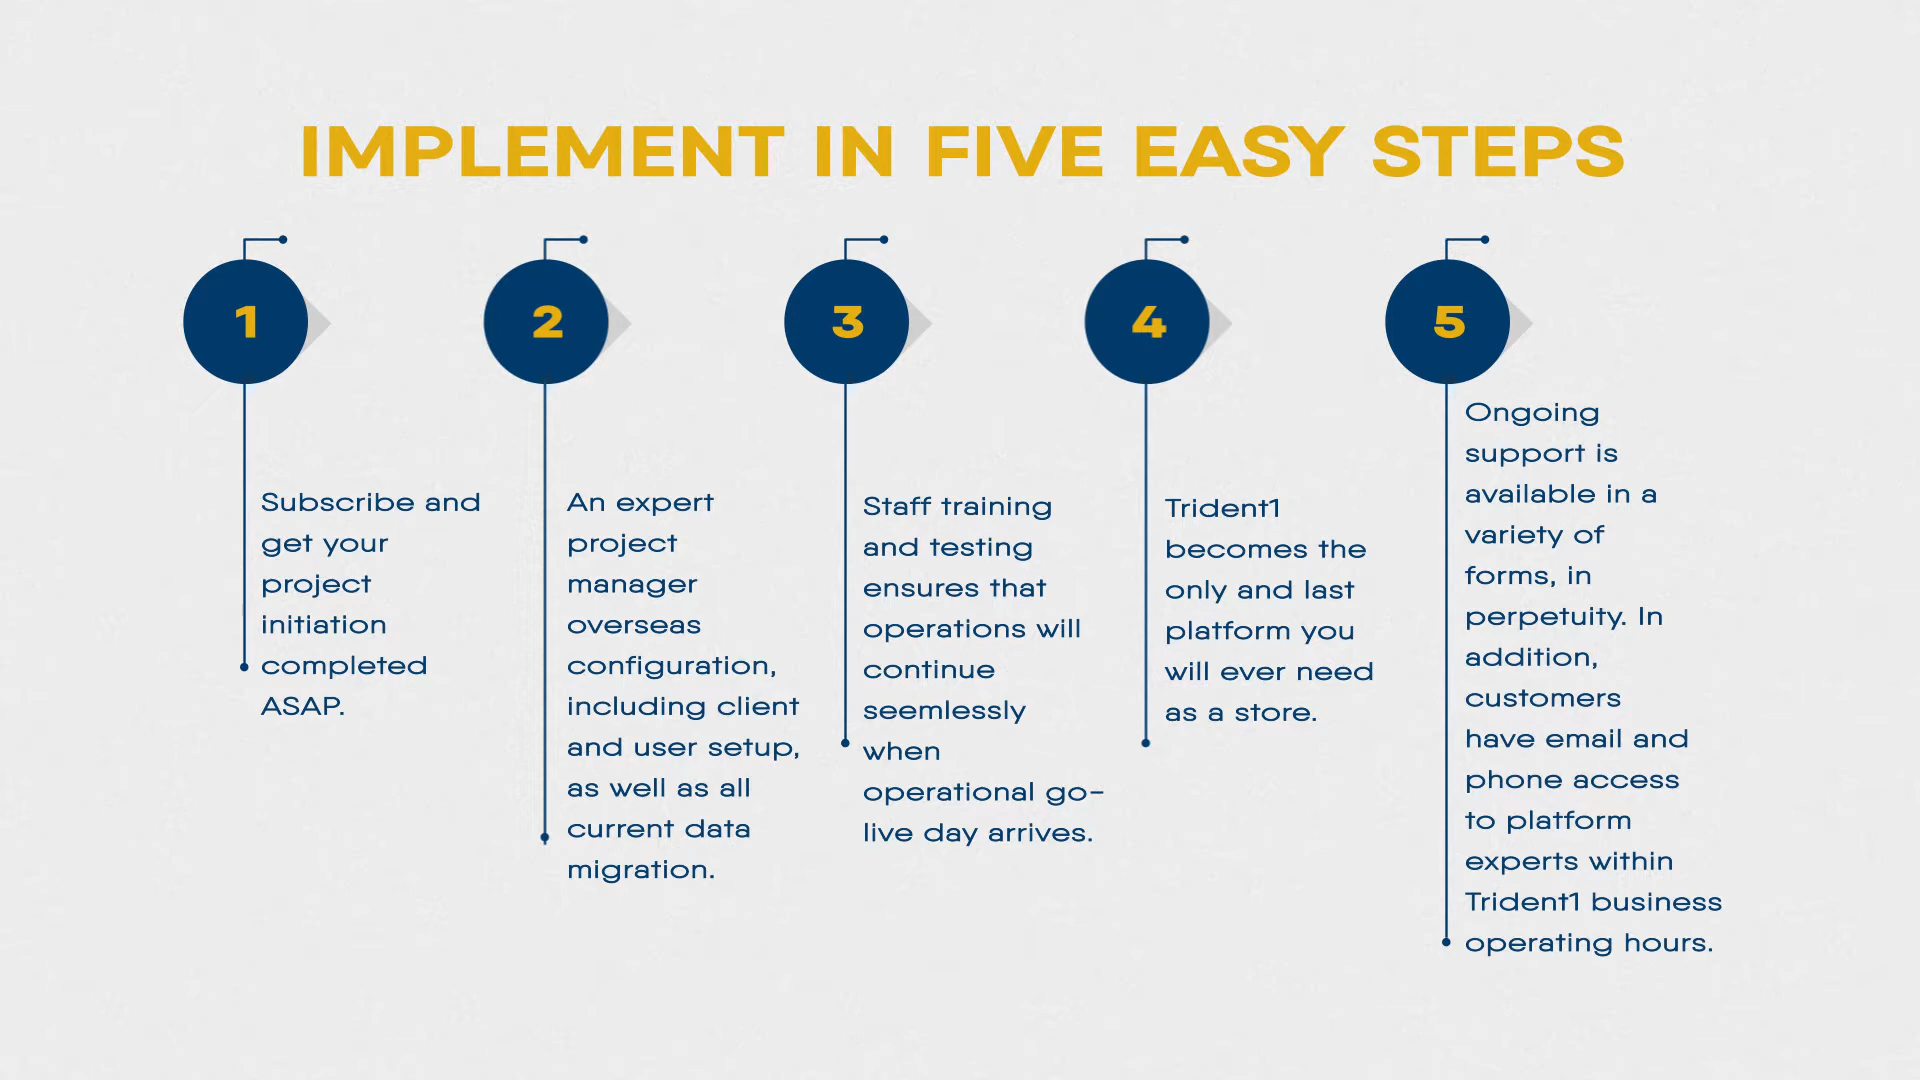 IMPLEMENT IN FIVE EASY STEPS
1
Subscribe and
get your
project
initiation
completed
ASAP.
2
An expert
project
manager
overseas
configuration,
including client
and user setup,
as well as all
current data
migration.
3
Staff training
and testing
ensures that
operations will
continue
seemlessly
when
operational go-
live day arrives.
4
Trident1
becomes the
only and last
platform you
will ever need
as a store.
5
Ongoing
support is
available in a
variety of
forms, in
perpetuity. In
addition,
customers
have email and
phone access
to platform
experts within
Trident1 business
operating hours.